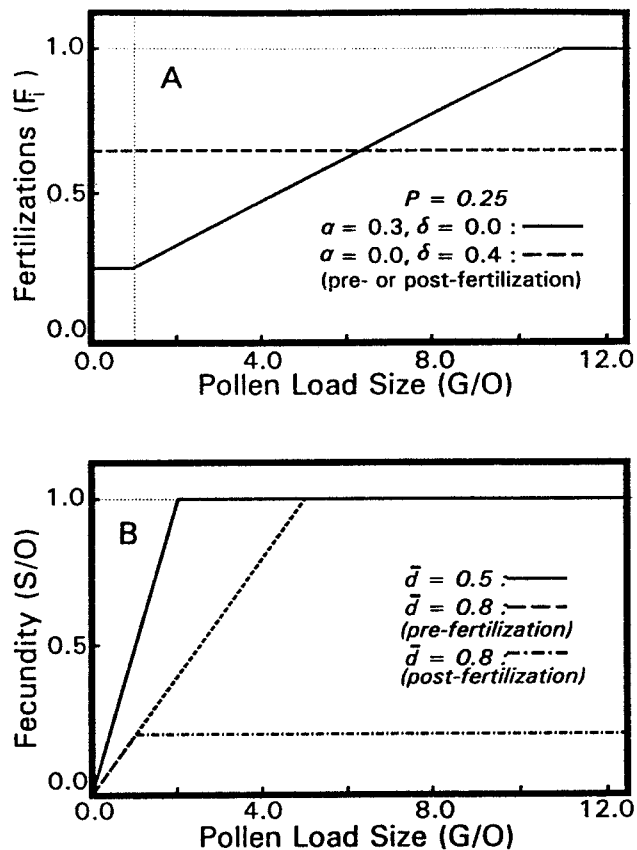 A
1.0
0.5
0.0
Fertilizations (Fi)
P = 0.25
α = 0.3, δ = 0.0 :
α = 0.0, δ = 0.4 :
(pre- or post-fertilization)
0.0 4.0 8.0 12.0
Pollen Load Size (G/O)
B
1.0
0.5
0.0
Fecundity (S/O)
d̄ = 0.5 :
d̄ = 0.8 :
(pre-fertilization)
d̄ = 0.8 :
(post-fertilization)
0.0 4.0 8.0 12.0
Pollen Load Size (G/O)